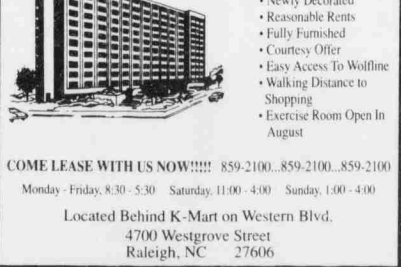 • Newly Decorated
• Reasonable Rents
• Fully Furnished
• Courtesy Offer
• Easy Access To Wolfline
• Walking Distance to
Shopping
• Exercise Room Open In
August
COME LEASE WITH US NOW!!!!! 859-2100...859-2100...859-2100
Monday - Friday, 8:30 - 5:30 Saturday, 11:00 - 4:00 Sunday, 1:00 - 4:00
Located Behind K-Mart on Western Blvd.
4700 Westgrove Street
Raleigh, NC 27606